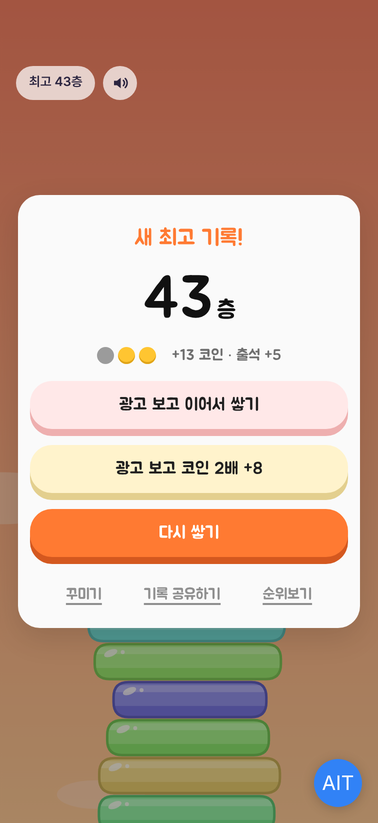 최고 43층
새 최고 기록!
43층
+13 코인 · 출석 +5
광고 보고 이어서 쌓기
광고 보고 코인 2배 +8
다시 쌓기
꾸미기 기록 공유하기 순위보기
AIT